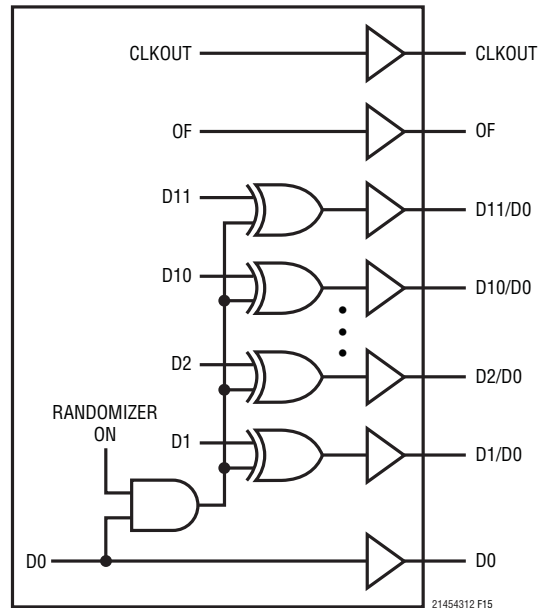 CLKOUT
CLKOUT
OF
OF
D11
D11/D0
D10
D10/D0
D2
D2/D0
RANDOMIZER
ON
D1
D1/D0
D0
D0
21454312 F15